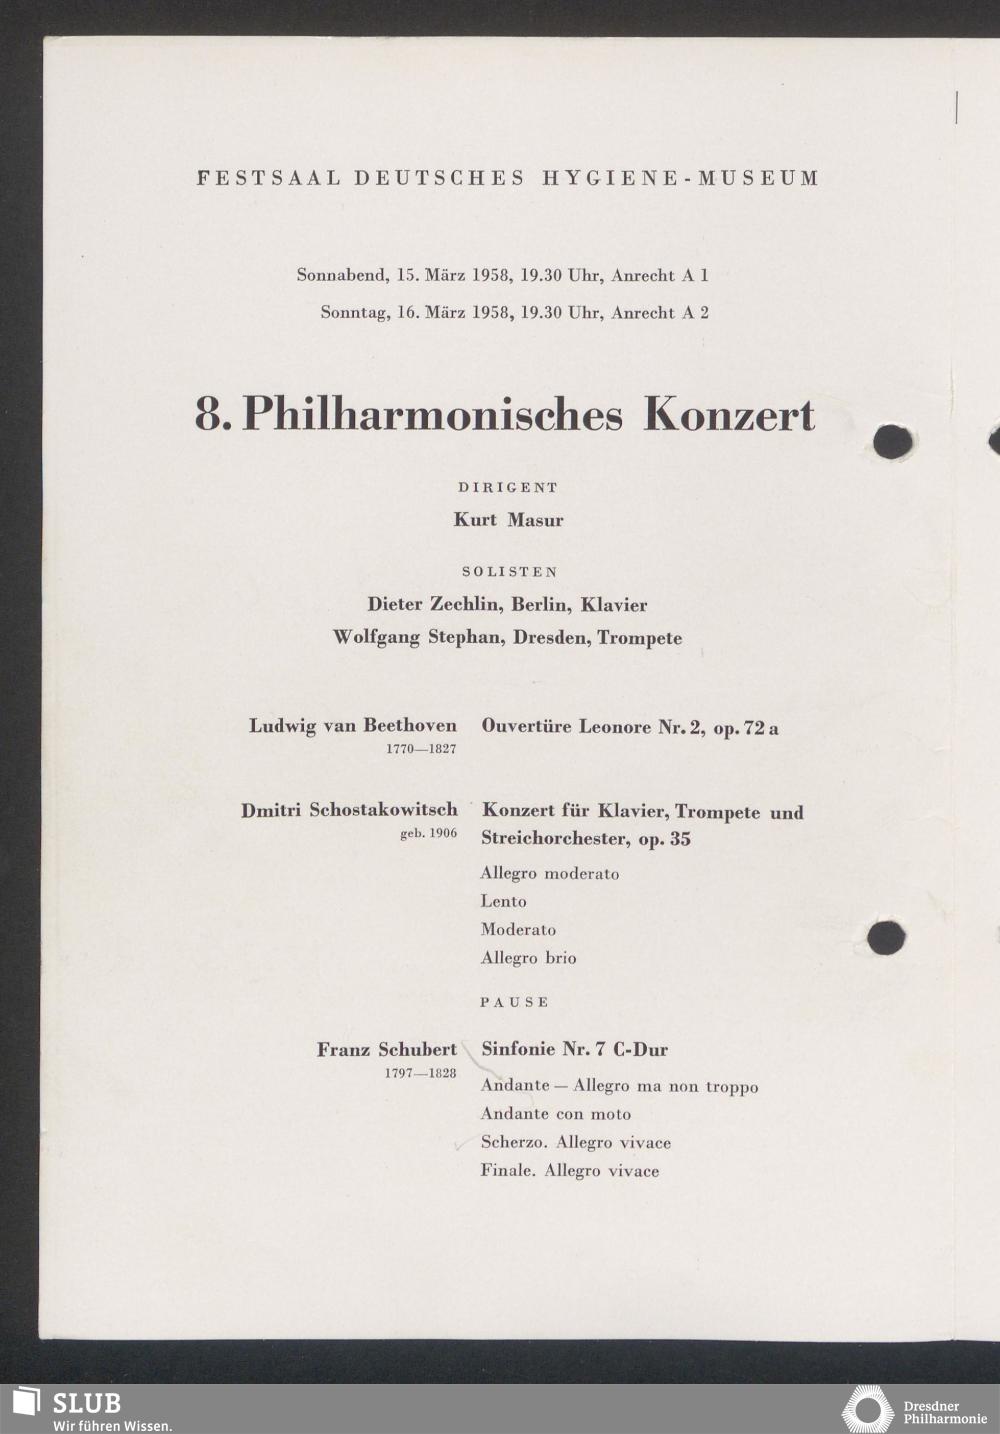 FESTSAAL DEUTSCHES HYGIENE-MUSEUM
Sonnabend, 15. März 1958, 19.30 Uhr, Anrecht A 1
Sonntag, 16. März 1958, 19.30 Uhr, Anrecht A 2
8. Philharmonisches Konzert
DIRIGENT
Kurt Masur
SOLISTEN
Dieter Zechlin, Berlin, Klavier
Wolfgang Stephan, Dresden, Trompete
Ludwig van Beethoven Ouvertüre Leonore Nr. 2, op. 72 a
1770—1827
Dmitri Schostakowitsch Konzert für Klavier, Trompete und
geb. 1906 Streichorchester, op. 35
Allegro moderato
Lento
Moderato
Allegro brio
PAUSE
Franz Schubert Sinfonie Nr. 7 C-Dur
1797—1828
Andante — Allegro ma non troppo
Andante con moto
Scherzo. Allegro vivace
Finale. Allegro vivace
SLUB
Wir führen Wissen.
Dresdner
Philharmonie